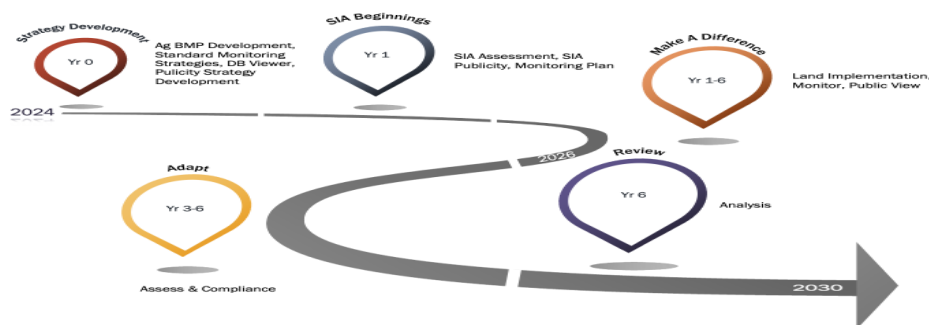 Strategy Development
Yr 0
Ag BMP Development,
Standard Monitoring
Strategies, DB Viewer,
Pulicity Strategy
Development
SIA Beginnings
Yr 1
SIA Assessment, SIA
Publicity, Monitoring Plan
Make A Difference
Yr 1-6
Land Implementation,
Monitor, Public View
2024
2026
Adapt
Yr 3-6
Assess & Compliance
Review
Yr 6
Analysis
2030